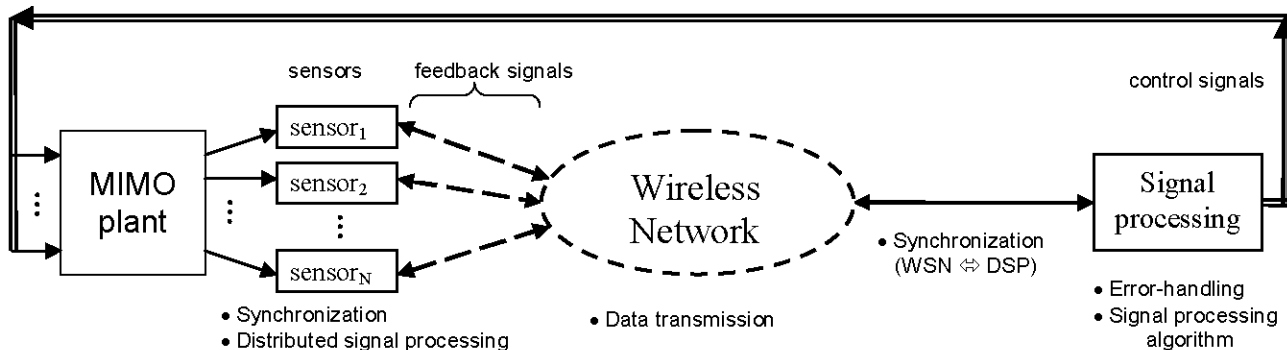 sensors
feedback signals
control signals
MIMO
plant
sensor₁
sensor₂
sensor_N
Wireless
Network
Signal
processing
• Synchronization
• Distributed signal processing
• Data transmission
• Synchronization
(WSN ⇔ DSP)
• Error-handling
• Signal processing
algorithm